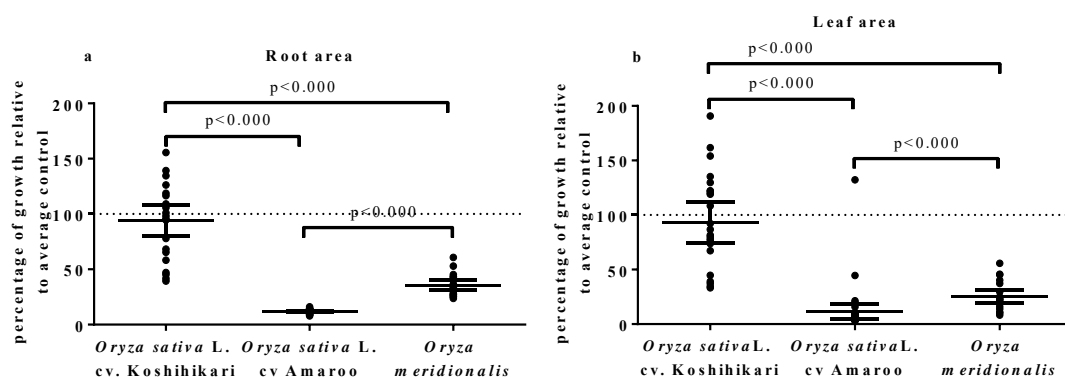 a
Root area
percentage of growth relative
to average control
200
150
100
50
0
p<0.000
p<0.000
p<0.000
Oryza sativa L.
cv. Koshihikari
Oryza sativa L.
cv Amaroo
Oryza
meridionalis
Leaf area
b
percentage of growth relative
to average control
200
150
100
50
0
p<0.000
p<0.000
p<0.000
Oryza sativa L.
cv. Koshihikari
Oryza sativa L.
cv Amaroo
Oryza
meridionalis